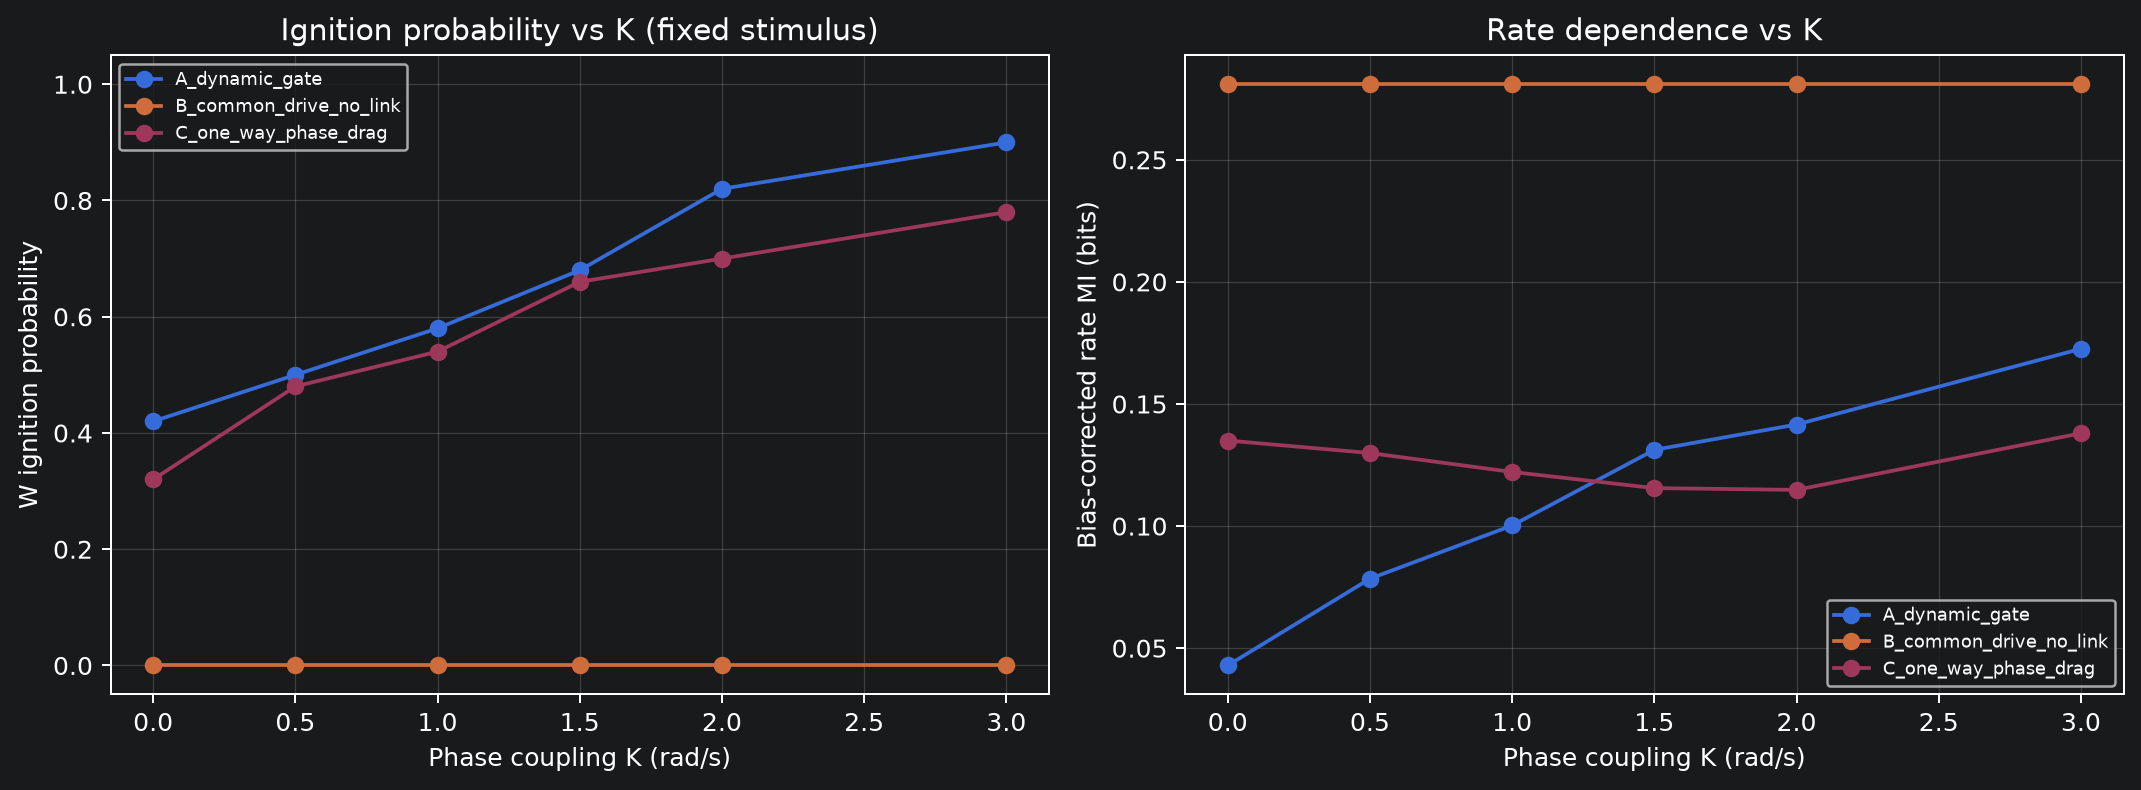 Ignition probability vs K (fixed stimulus)
A_dynamic_gate
B_common_drive_no_link
C_one_way_phase_drag
W ignition probability
1.0
0.8
0.6
0.4
0.2
0.0
0.0 0.5 1.0 1.5 2.0 2.5 3.0
Phase coupling K (rad/s)
Rate dependence vs K
Bias-corrected rate MI (bits)
0.25
0.20
0.15
0.10
0.05
A_dynamic_gate
B_common_drive_no_link
C_one_way_phase_drag
0.0 0.5 1.0 1.5 2.0 2.5 3.0
Phase coupling K (rad/s)